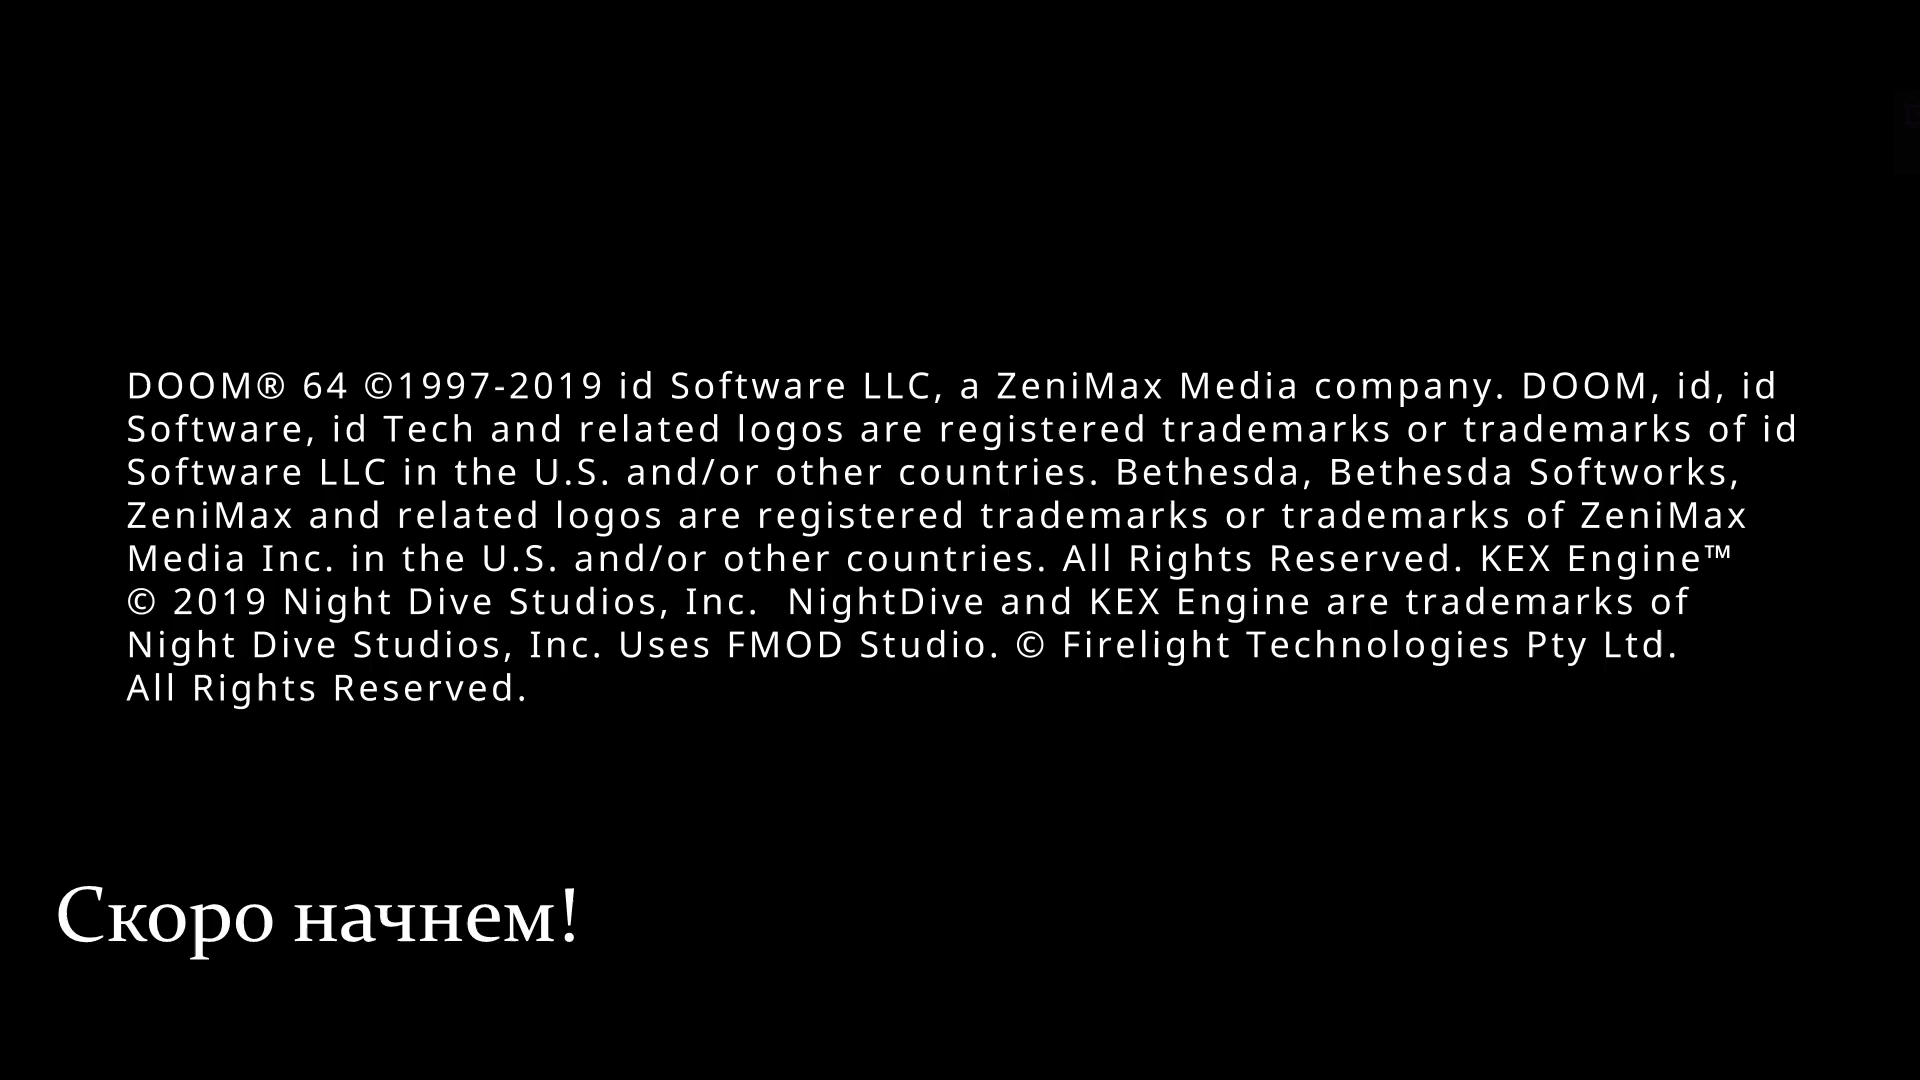 DOOM® 64 ©1997-2019 id Software LLC, a ZeniMax Media company. DOOM, id, id
Software, id Tech and related logos are registered trademarks or trademarks of id
Software LLC in the U.S. and/or other countries. Bethesda, Bethesda Softworks,
ZeniMax and related logos are registered trademarks or trademarks of ZeniMax
Media Inc. in the U.S. and/or other countries. All Rights Reserved. KEX Engine™
© 2019 Night Dive Studios, Inc.  NightDive and KEX Engine are trademarks of
Night Dive Studios, Inc. Uses FMOD Studio. © Firelight Technologies Pty Ltd.
All Rights Reserved.
Скоро начнем!